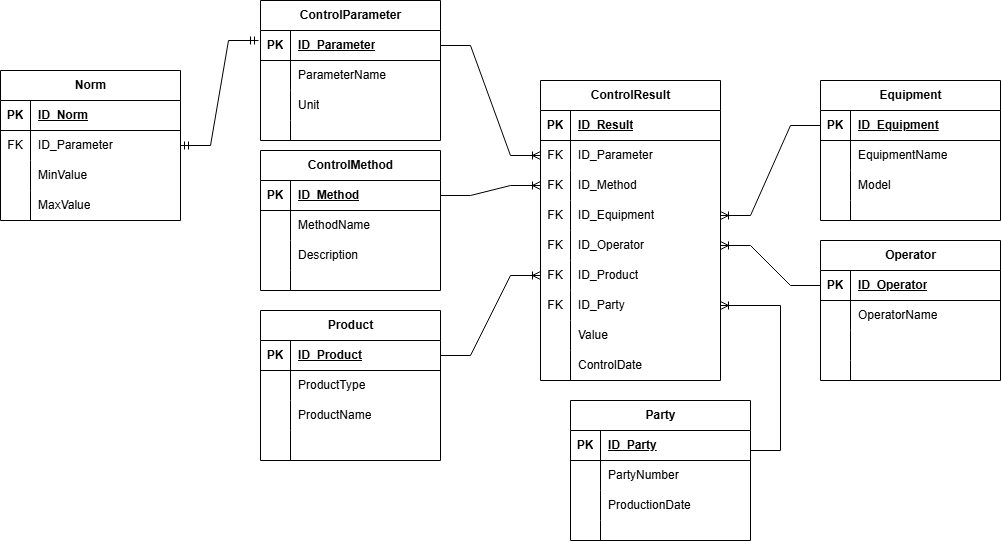 Norm
PK ID_Norm
FK ID_Parameter
MinValue
MaxValue
ControlParameter
PK ID_Parameter
ParameterName
Unit
ControlMethod
PK ID_Method
MethodName
Description
Product
PK ID_Product
ProductType
ProductName
ControlResult
PK ID_Result
FK ID_Parameter
FK ID_Method
FK ID_Equipment
FK ID_Operator
FK ID_Product
FK ID_Party
Value
ControlDate
Party
PK ID_Party
PartyNumber
ProductionDate
Equipment
PK ID_Equipment
EquipmentName
Model
Operator
PK ID_Operator
OperatorName